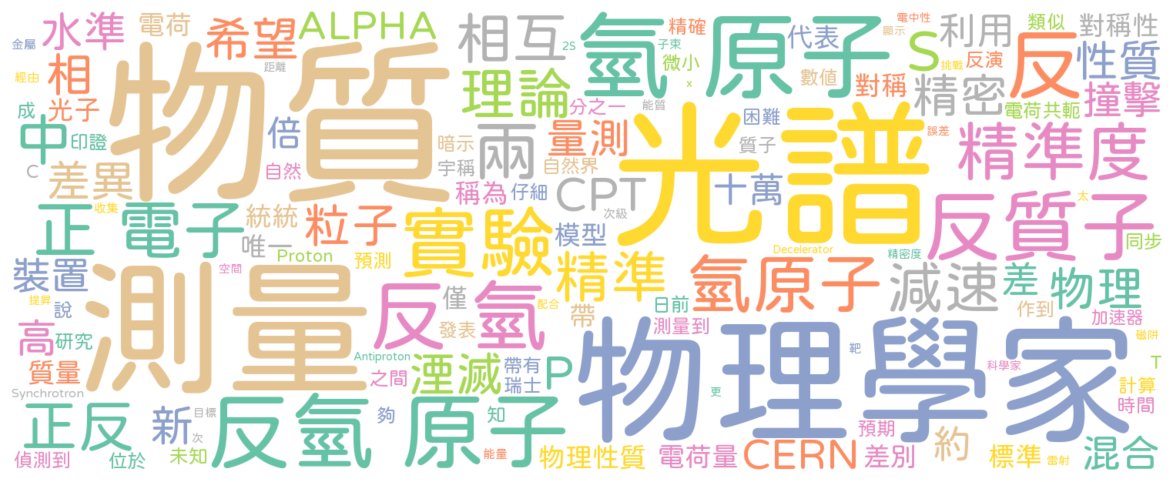 水準
電荷
希望
ALPHA
相互
氫 原子
精確
代表
電中性
顯示
利用
類似
對稱性
金屬
2S
子束
S
挑戰
反演
反
性質
經由
相
距離
物質
理論
微小
x
數值
對稱
精密
撞擊
成
光子
分之一
能質
困難
光譜
電荷共軛
中
印證
倍
暗示
兩
量測
質子
誤差
精準度
C
差異
自然
宇稱
自然界
稱為
仔細
CPT
十萬
次級
太
收集
正 電子
統統
粒子
實驗
反質子
唯一
模型
Decelerator
精密度
同步
裝置
空間
Proton
預測
精準
氫原子
減速
差
物理
提昇
說
測量
反 氫
僅
發表
配合
帶
日前
測量到
作到
加速器
高
研究
Antiproton
磁阱
質量
之間
湮滅
帶有
瑞士
P
物理學家
靶
科學家
T
Synchrotron
更
計算
時間
正反
新
目標
次
反氫 原子
夠
知
預期
偵測到
位於
未知
能量
物理性質
電荷量
CERN
差別
約
標準
雷射
混合